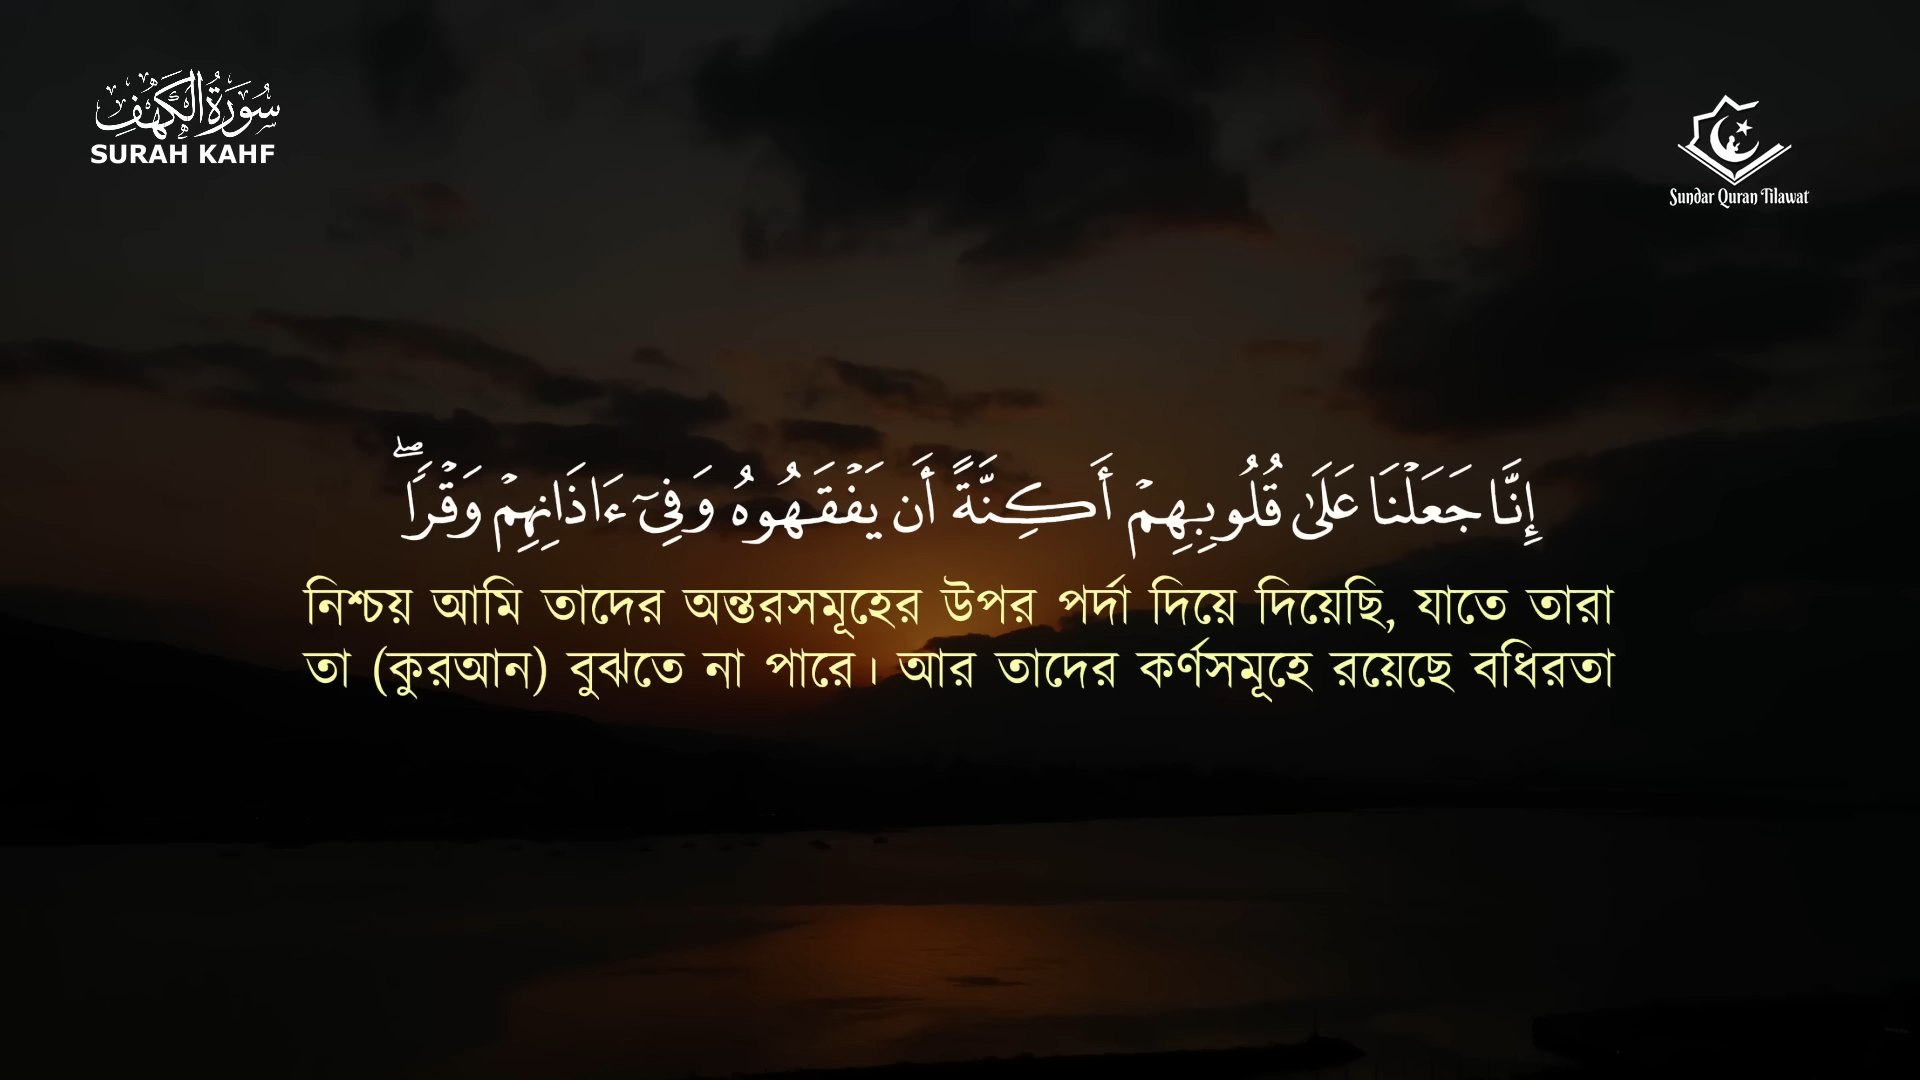 سُورَةُ الكَهْفِ
SURAH KAHF
Sundar Quran Tilawat
إِنَّا جَعَلْنَا عَلَىٰ قُلُوبِهِمْ أَكِنَّةً أَن يَفْقَهُوهُ وَفِىٓ ءَاذَانِهِمْ وَقْرًا ۖ
নিশ্চয় আমি তাদের অন্তরসমূহের উপর পর্দা দিয়ে দিয়েছি, যাতে তারা
তা (কুরআন) বুঝতে না পারে। আর তাদের কর্ণসমূহে রয়েছে বধিরতা